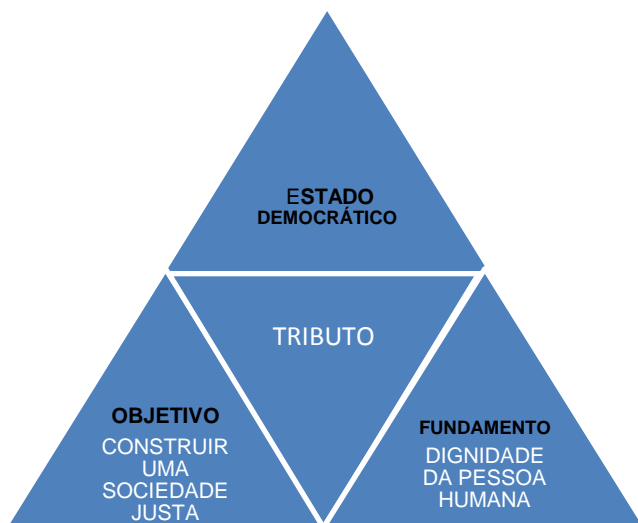 ESTADO
DEMOCRÁTICO
TRIBUTO
OBJETIVO
CONSTRUIR
UMA
SOCIEDADE
JUSTA
FUNDAMENTO
DIGNIDADE
DA PESSOA
HUMANA